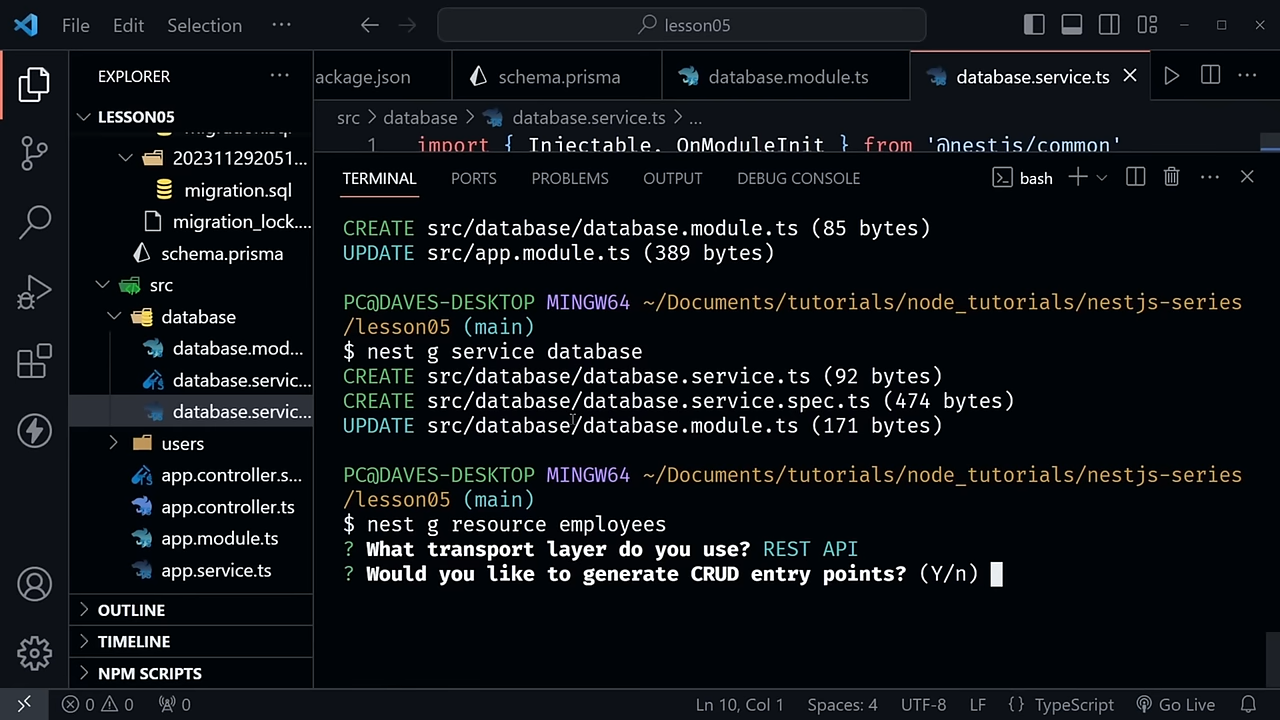 File Edit Selection ···
lesson05
EXPLORER ···
LESSON05
migration.sql
202311292051...
migration.sql
migration_lock....
schema.prisma
src
database
database.mod...
database.servic...
database.servic...
users
app.controller.s...
app.controller.ts
app.module.ts
app.service.ts
OUTLINE
TIMELINE
NPM SCRIPTS
ackage.json schema.prisma database.module.ts database.service.ts ···
src > database > database.service.ts > ...
1 import { Injectable, OnModuleInit } from '@nestjs/common'
TERMINAL PORTS PROBLEMS OUTPUT DEBUG CONSOLE bash ···
CREATE src/database/database.module.ts (85 bytes)
UPDATE src/app.module.ts (389 bytes)
PC@DAVES-DESKTOP MINGW64 ~/Documents/tutorials/node_tutorials/nestjs-series
/lesson05 (main)
$ nest g service database
CREATE src/database/database.service.ts (92 bytes)
CREATE src/database/database.service.spec.ts (474 bytes)
UPDATE src/database/database.module.ts (171 bytes)
PC@DAVES-DESKTOP MINGW64 ~/Documents/tutorials/node_tutorials/nestjs-series
/lesson05 (main)
$ nest g resource employees
? What transport layer do you use? REST API
? Would you like to generate CRUD entry points? (Y/n)
0 0 0 Ln 10, Col 1 Spaces: 4 UTF-8 LF {} TypeScript Go Live